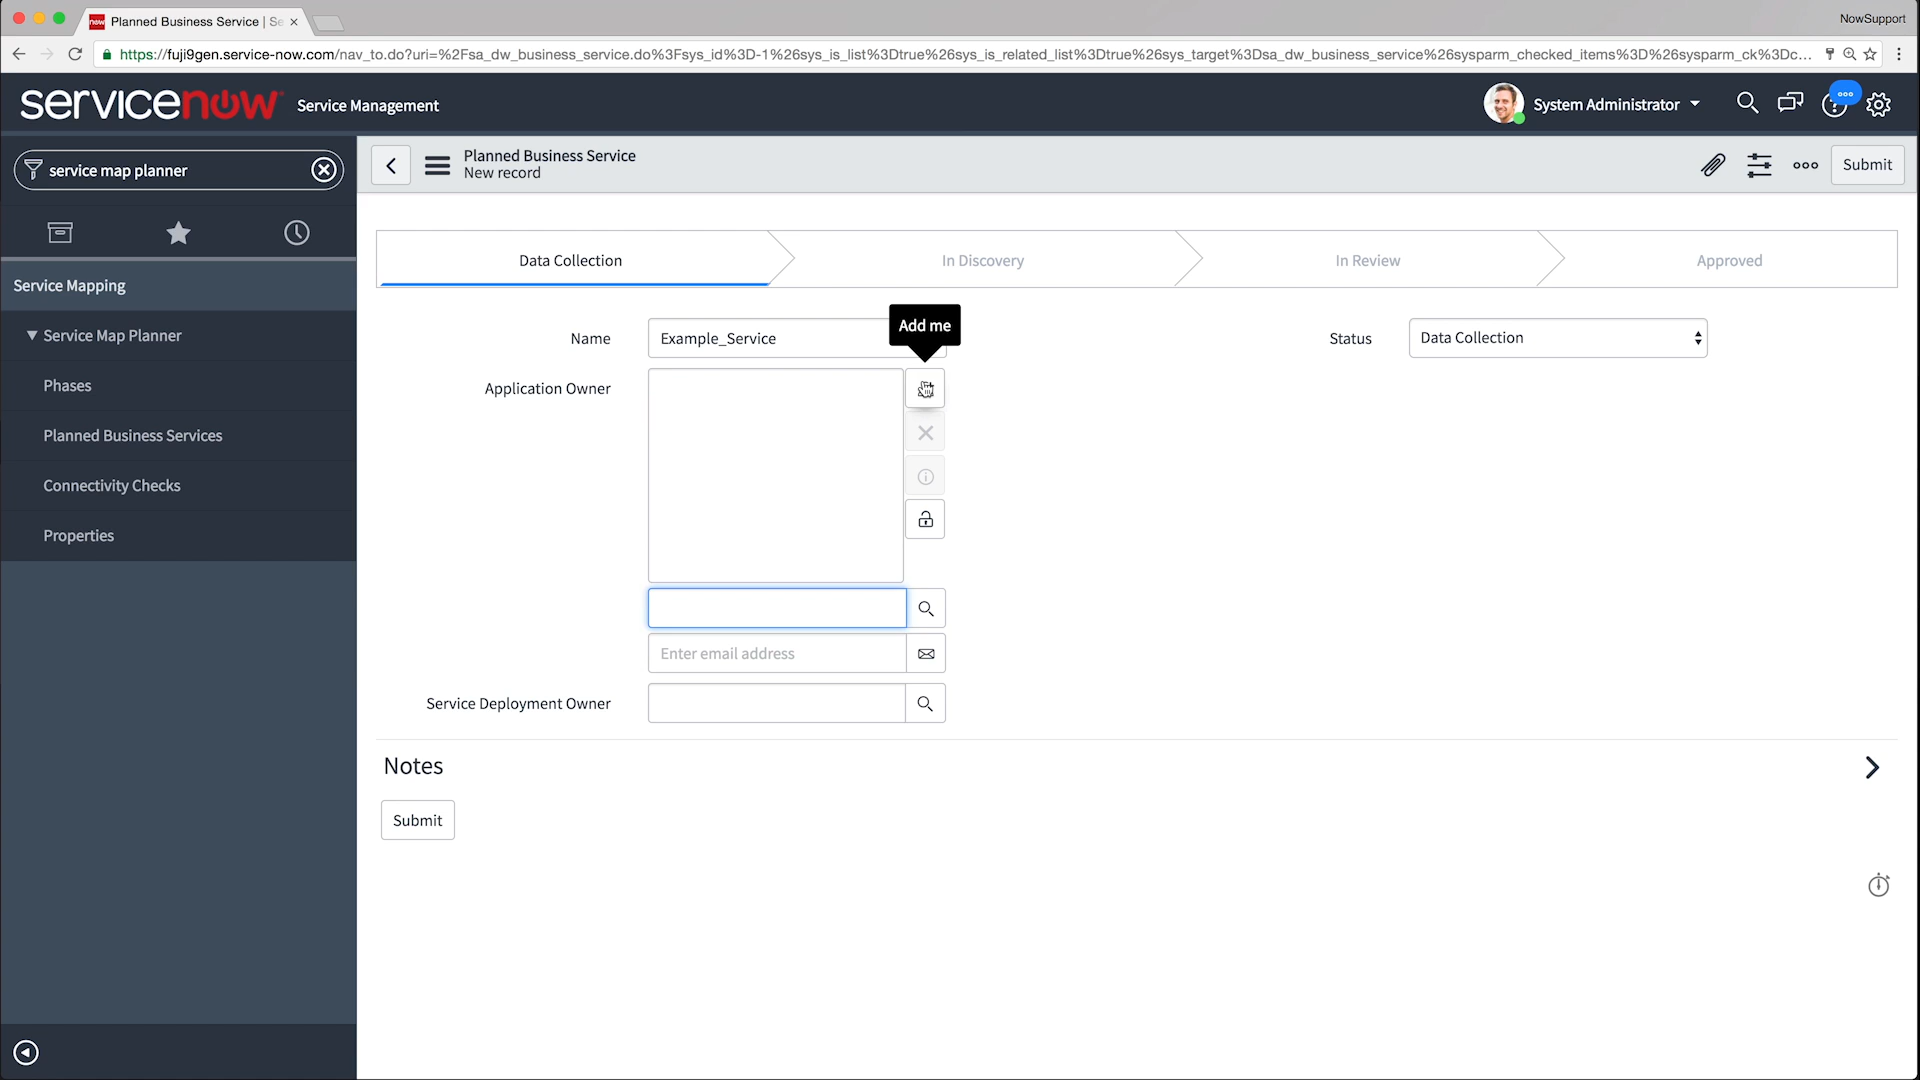 Planned Business Service | Se
NowSupport
https://fuji9gen.service-now.com/nav_to.do?uri=%2Fsa_dw_business_service.do%3Fsys_id%3D-1%26sys_is_list%3Dtrue%26sys_is_related_list%3Dtrue%26sys_target%3Dsa_dw_business_service%26sysparm_checked_items%3D%26sysparm_ck%3Dc...
servicenow Service Management
System Administrator
service map planner
Planned Business Service
New record
Submit
Service Mapping
Service Map Planner
Phases
Planned Business Services
Connectivity Checks
Properties
Data Collection
In Discovery
In Review
Approved
Add me
Name
Example_Service
Status
Data Collection
Application Owner
Enter email address
Service Deployment Owner
Notes
Submit